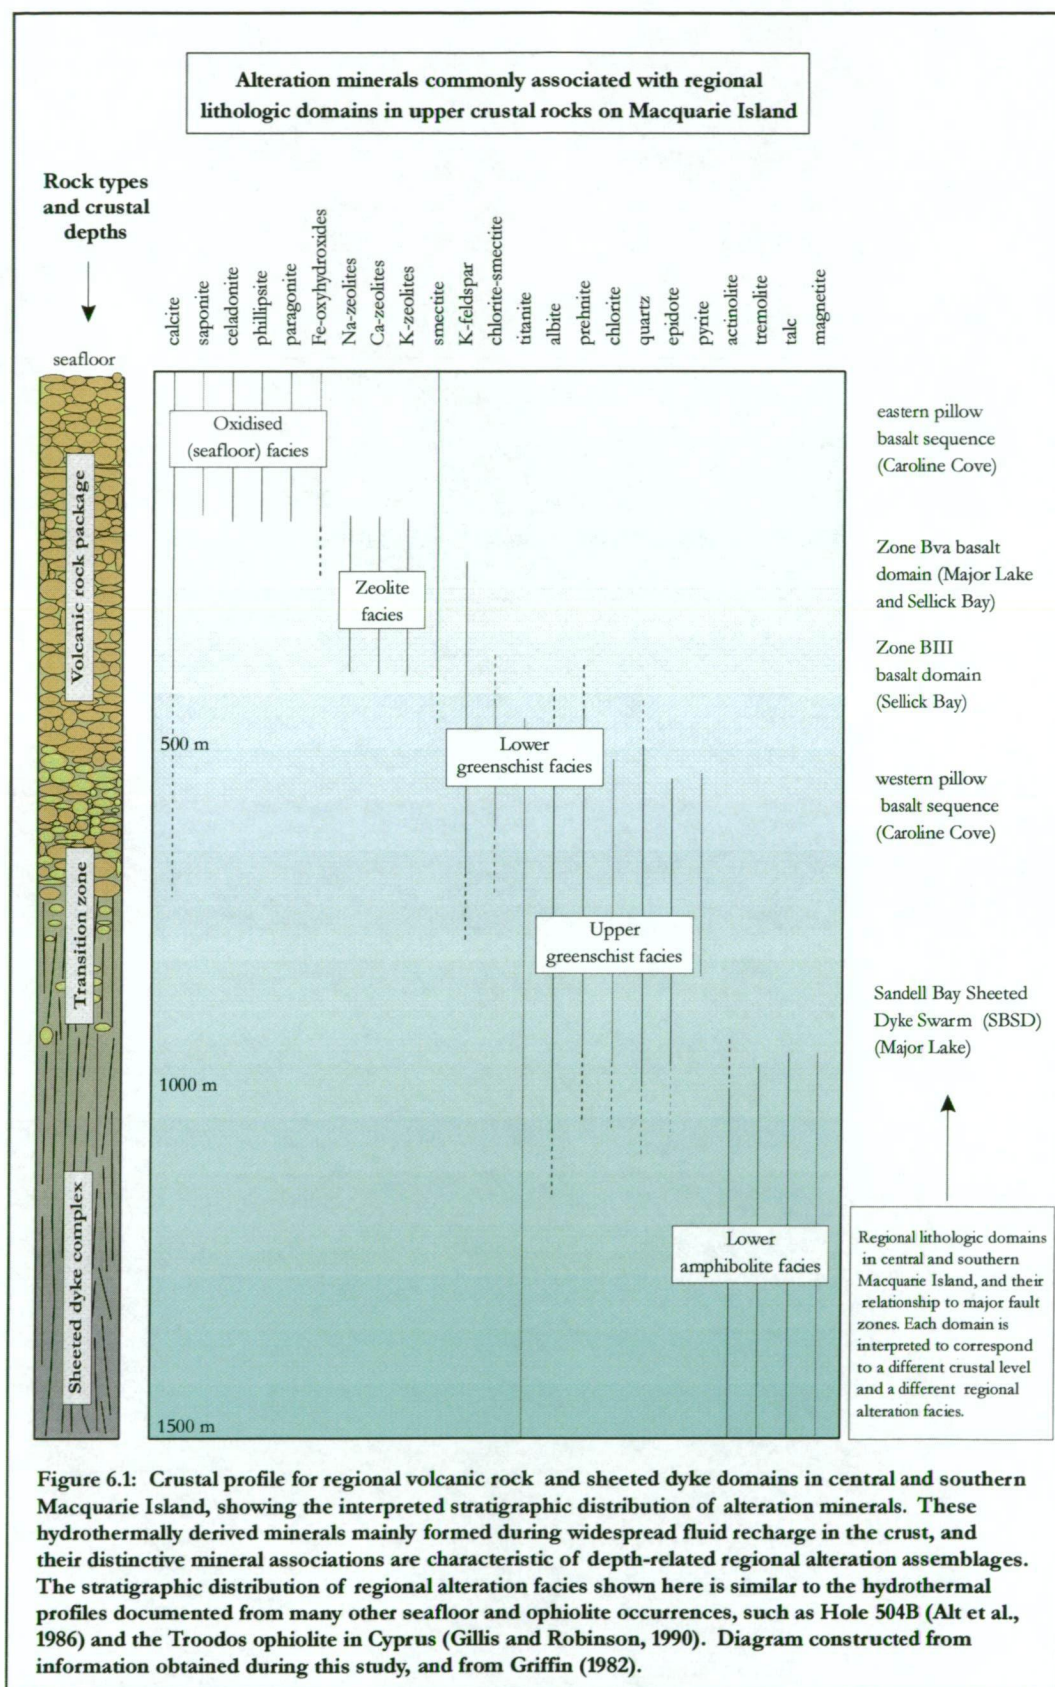 Alteration minerals commonly associated with regional
lithologic domains in upper crustal rocks on Macquarie Island
Rock types
and crustal
depths
seafloor
calcite
saponite
celadonite
phillipsite
paragonite
Fe-oxyhydroxides
Na-zeolites
Ca-zeolites
K-zeolites
smectite
K-feldspar
chlorite-smectite
titanite
albite
prehnite
chlorite
quartz
epidote
pyrite
actinolite
tremolite
talc
magnetite
Volcanic rock package
Transition zone
Sheeted dyke complex
Oxidised
(seafloor) facies
Zeolite
facies
500 m
Lower
greenschist facies
Upper
greenschist facies
1000 m
Lower
amphibolite facies
1500 m
eastern pillow
basalt sequence
(Caroline Cove)
Zone Bva basalt
domain (Major Lake
and Sellick Bay)
Zone BIII
basalt domain
(Sellick Bay)
western pillow
basalt sequence
(Caroline Cove)
Sandell Bay Sheeted
Dyke Swarm (SBSD)
(Major Lake)
Regional lithologic domains
in central and southern
Macquarie Island, and their
relationship to major fault
zones. Each domain is
interpreted to correspond
to a different crustal level
and a different regional
alteration facies.
Figure 6.1: Crustal profile for regional volcanic rock and sheeted dyke domains in central and southern
Macquarie Island, showing the interpreted stratigraphic distribution of alteration minerals. These
hydrothermally derived minerals mainly formed during widespread fluid recharge in the crust, and
their distinctive mineral associations are characteristic of depth-related regional alteration assemblages.
The stratigraphic distribution of regional alteration facies shown here is similar to the hydrothermal
profiles documented from many other seafloor and ophiolite occurrences, such as Hole 504B (Alt et al.,
1986) and the Troodos ophiolite in Cyprus (Gillis and Robinson, 1990). Diagram constructed from
information obtained during this study, and from Griffin (1982).